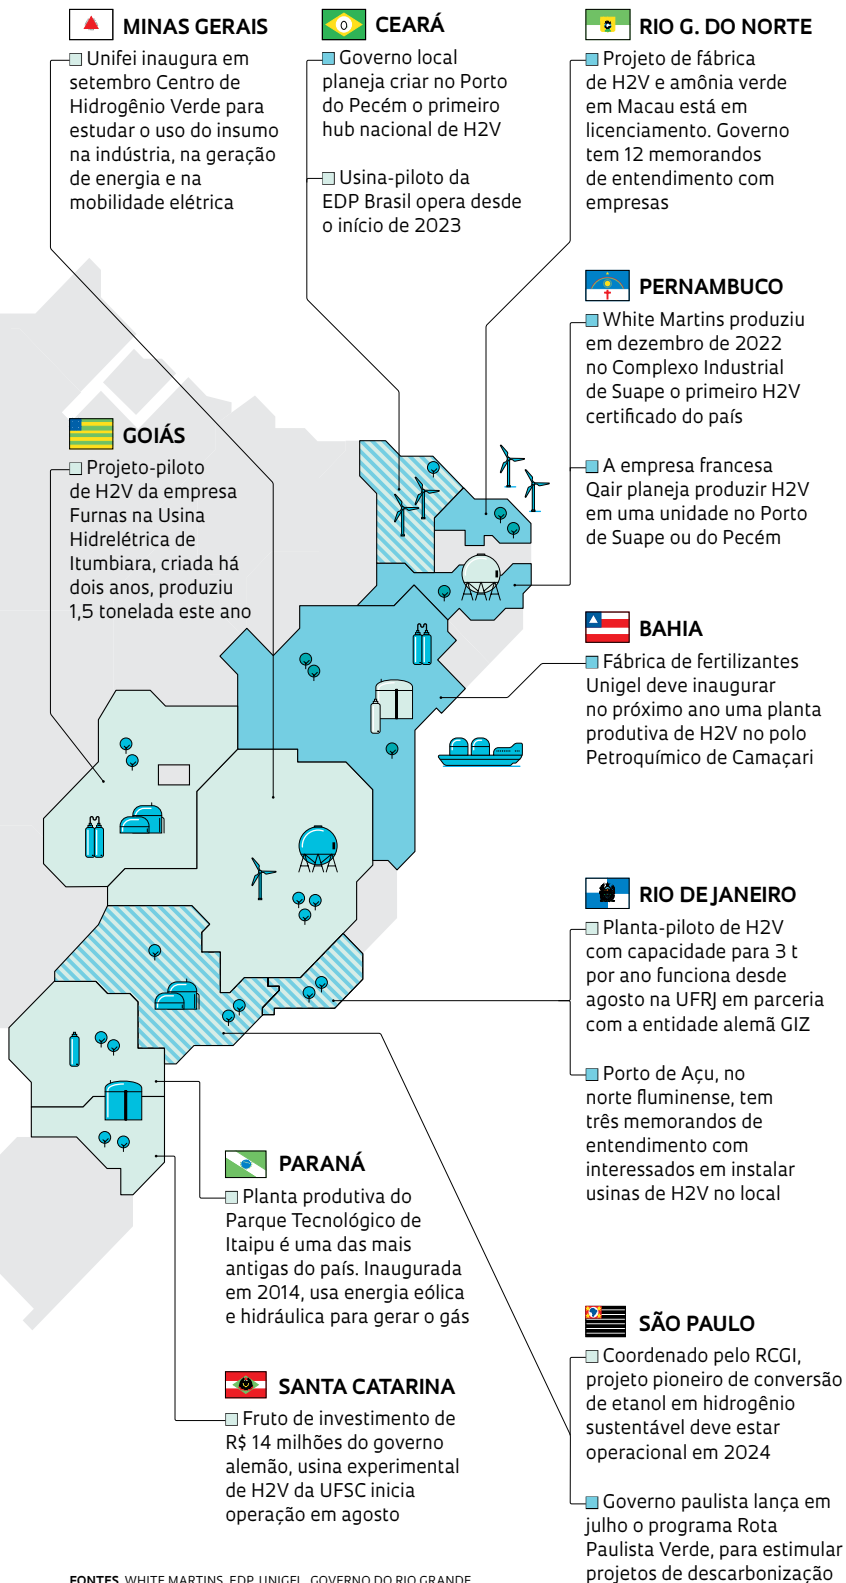 MINAS GERAIS
Unifei inaugura em
setembro Centro de
Hidrogênio Verde para
estudar o uso do insumo
na indústria, na geração
de energia e na
mobilidade elétrica
CEARÁ
Governo local
planeja criar no Porto
do Pecém o primeiro
hub nacional de H2V
Usina-piloto da
EDP Brasil opera desde
o início de 2023
RIO G. DO NORTE
Projeto de fábrica
de H2V e amônia verde
em Macau está em
licenciamento. Governo
tem 12 memorandos
de entendimento com
empresas
PERNAMBUCO
White Martins produziu
em dezembro de 2022
no Complexo Industrial
de Suape o primeiro H2V
certificado do país
A empresa francesa
Qair planeja produzir H2V
em uma unidade no Porto
de Suape ou do Pecém
GOIÁS
Projeto-piloto
de H2V da empresa
Furnas na Usina
Hidrelétrica de
Itumbiara, criada há
dois anos, produziu
1,5 tonelada este ano
BAHIA
Fábrica de fertilizantes
Unigel deve inaugurar
no próximo ano uma planta
produtiva de H2V no polo
Petroquímico de Camaçari
RIO DE JANEIRO
Planta-piloto de H2V
com capacidade para 3 t
por ano funciona desde
agosto na UFRJ em parceria
com a entidade alemã GIZ
Porto de Açu, no
norte fluminense, tem
três memorandos de
entendimento com
interessados em instalar
usinas de H2V no local
PARANÁ
Planta produtiva do
Parque Tecnológico de
Itaipu é uma das mais
antigas do país. Inaugurada
em 2014, usa energia eólica
e hidráulica para gerar o gás
SANTA CATARINA
Fruto de investimento de
R$ 14 milhões do governo
alemão, usina experimental
de H2V da UFSC inicia
operação em agosto
SÃO PAULO
Coordenado pelo RCGI,
projeto pioneiro de conversão
de etanol em hidrogênio
sustentável deve estar
operacional em 2024
Governo paulista lança em
julho o programa Rota
Paulista Verde, para estimular
projetos de descarbonização
FONTES WHITE MARTINS, EDP, UNIGEL, GOVERNO DO RIO GRANDE